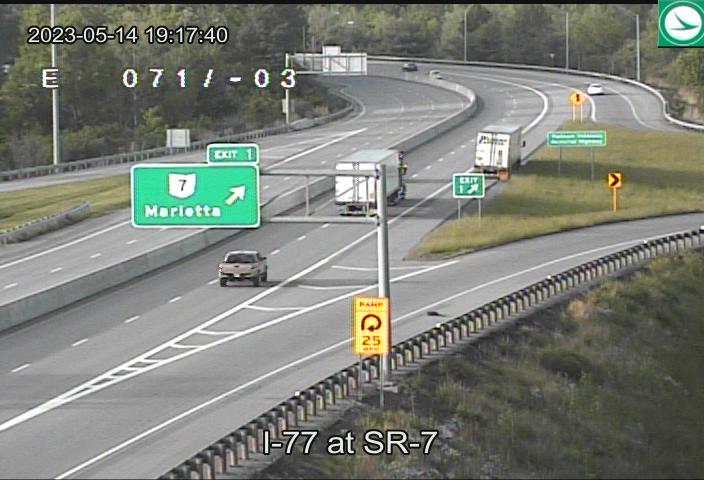 2023-05-14 19:17:40
E 071/-03
EXIT 1
7
Marietta
EXIT
1
RAMP
25
MPH
I-77 at SR-7